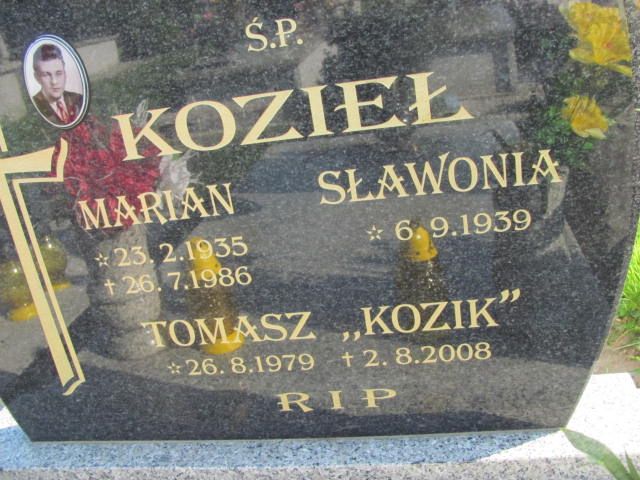 Ś.P.
KOZIEŁ
MARIAN
☆ 23.2.1935
† 26.7.1986
SŁAWONIA
☆ 6.9.1939
TOMASZ „KOZIK”
☆ 26.8.1979 † 2.8.2008
R I P